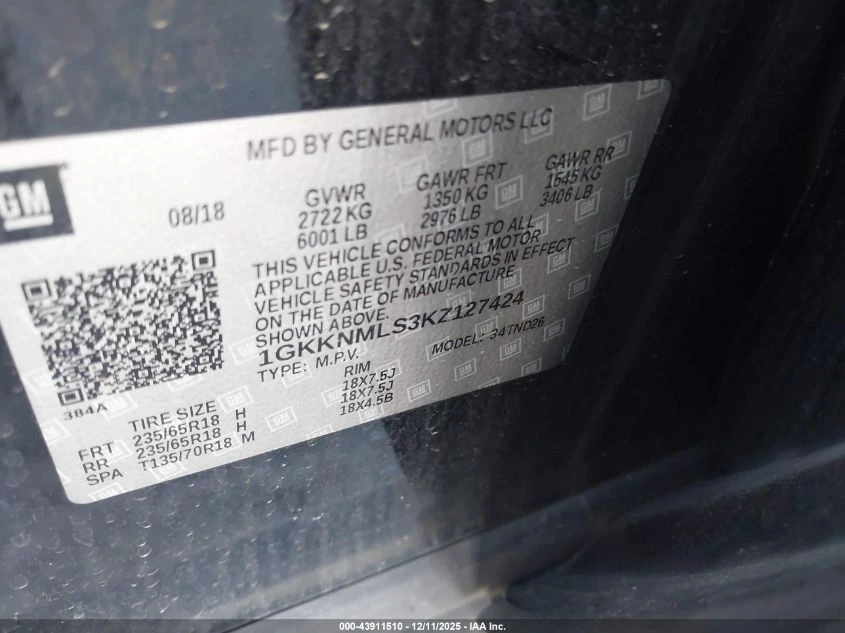 MFD BY GENERAL MOTORS LLC
GM
08/18
GVWR
2722 KG
6001 LB
GAWR FRT
1350 KG
2976 LB
GAWR RR
1545 KG
3406 LB
THIS VEHICLE CONFORMS TO ALL
APPLICABLE U.S. FEDERAL MOTOR
VEHICLE SAFETY STANDARDS IN EFFECT
ON THE DATE OF MANUFACTURE
SHOWN ABOVE.
1GKKNMLS3KZ127424
TYPE: M.P.V. MODEL: 34TND26
384A
TIRE SIZE RIM
FRT 235/65R18 H 18X7.5J
RR 235/65R18 H 18X7.5J
SPA T135/70R18 M 18X4.5B
000-43911510 - 12/11/2025 - IAA Inc.